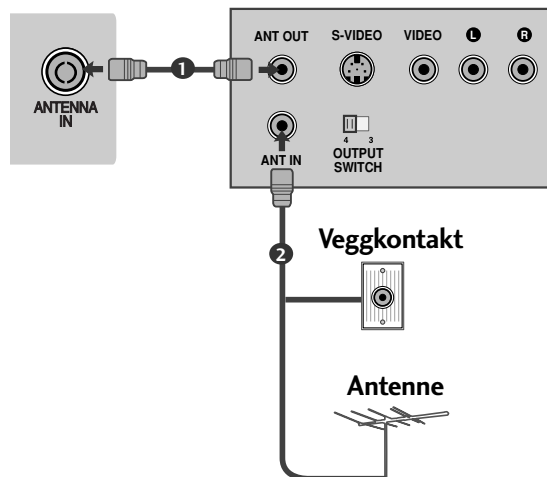 ANT OUT S-VIDEO VIDEO L R
1
ANTENNA
IN
4 3
OUTPUT
SWITCH
ANT IN
2
Veggkontakt
Antenne